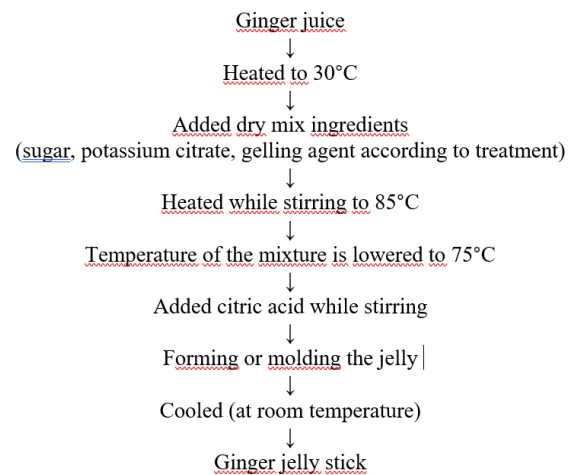 Ginger juice
↓
Heated to 30°C
↓
Added dry mix ingredients
(sugar, potassium citrate, gelling agent according to treatment)
↓
Heated while stirring to 85°C
↓
Temperature of the mixture is lowered to 75°C
↓
Added citric acid while stirring
↓
Forming or molding the jelly
↓
Cooled (at room temperature)
↓
Ginger jelly stick